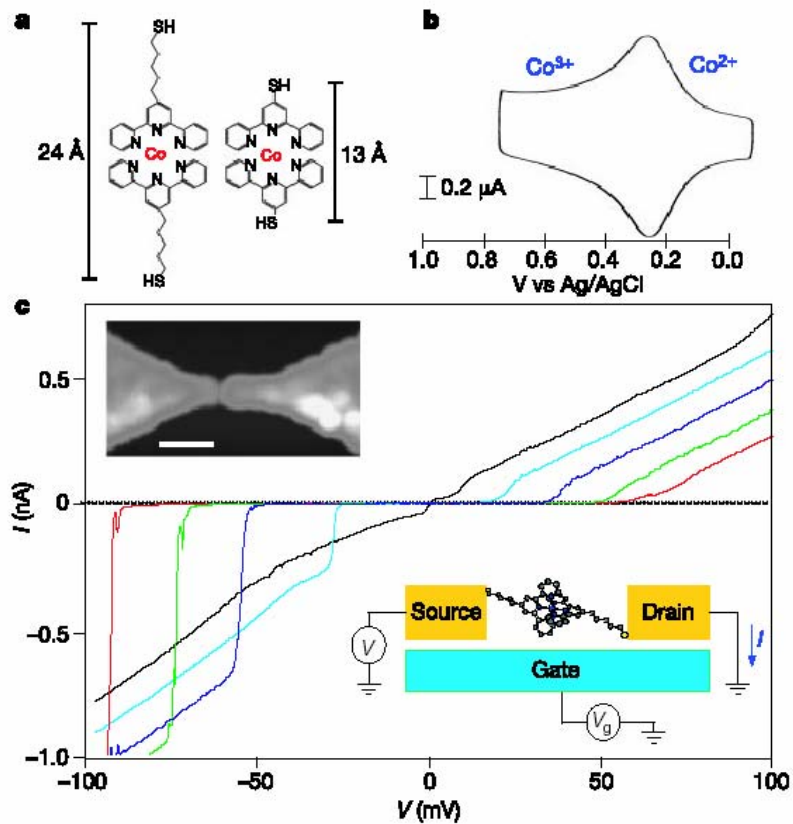 a
SH
N N N
Co
N N N
HS
24 Å
SH
N N N
Co
N N N
HS
13 Å
b
Co³⁺ Co²⁺
0.2 μA
1.0 0.8 0.6 0.4 0.2 0.0
V vs Ag/AgCl
c
0.5
0
−0.5
−1.0
I (nA)
Source Drain
V
Gate
I
Vg
−100 −50 0 50 100
V (mV)